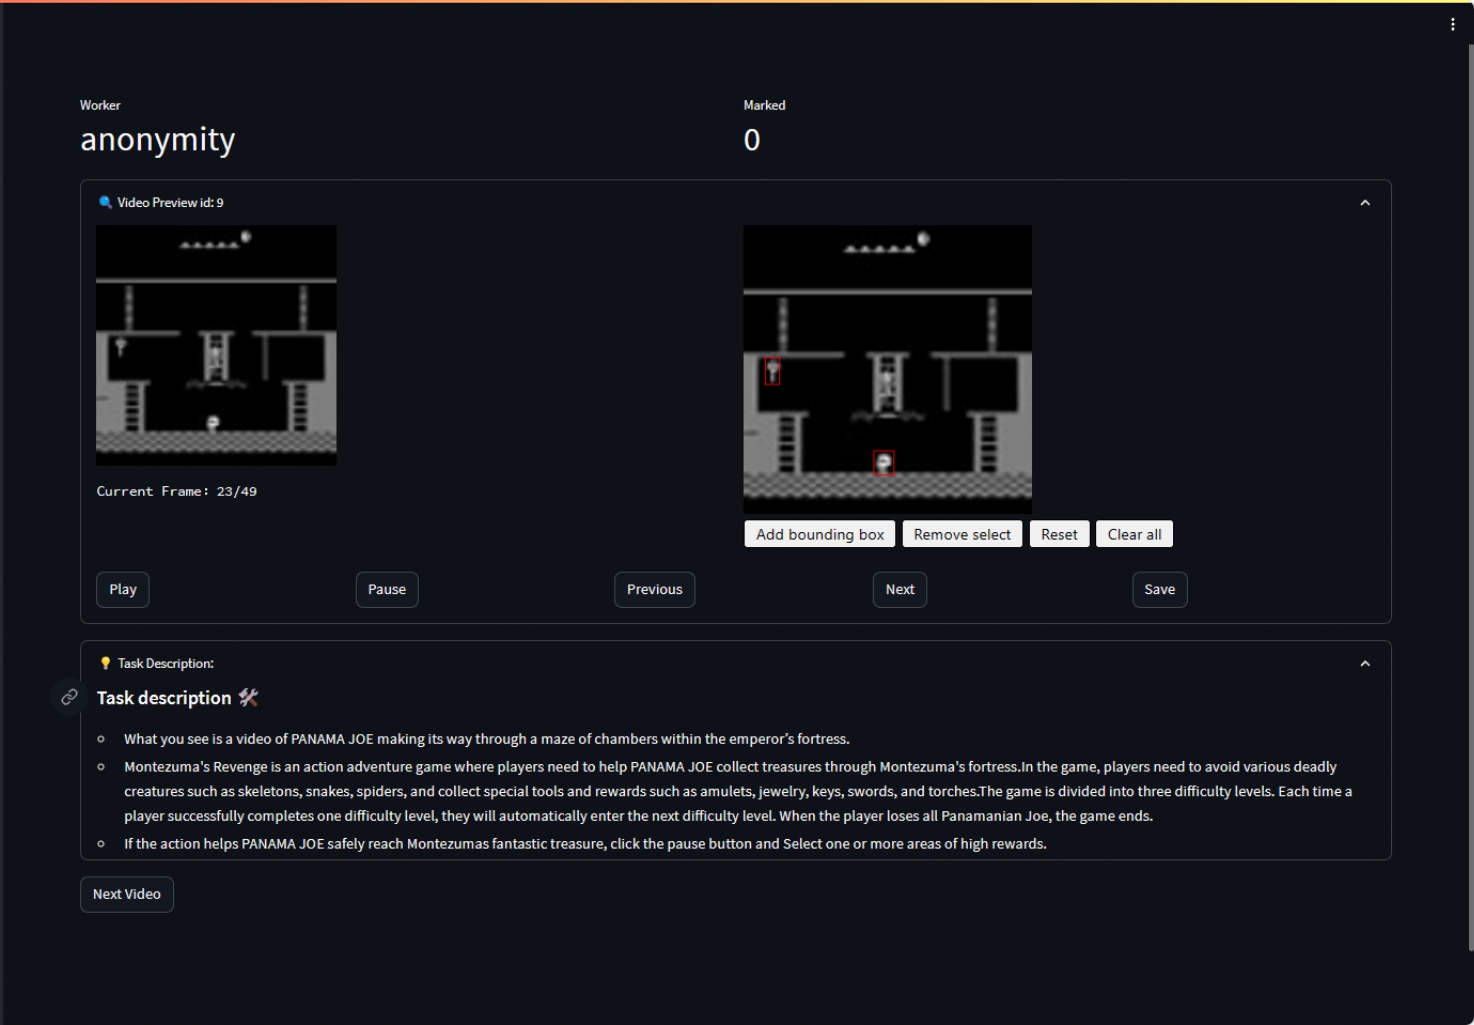 Worker
anonymity
Marked
0
Video Preview id: 9
Current Frame: 23/49
Add bounding box
Remove select
Reset
Clear all
Play
Pause
Previous
Next
Save
Task Description:
Task description
What you see is a video of PANAMA JOE making its way through a maze of chambers within the emperor’s fortress.
Montezuma's Revenge is an action adventure game where players need to help PANAMA JOE collect treasures through Montezuma's fortress.In the game, players need to avoid various deadly
creatures such as skeletons, snakes, spiders, and collect special tools and rewards such as amulets, jewelry, keys, swords, and torches.The game is divided into three difficulty levels. Each time a
player successfully completes one difficulty level, they will automatically enter the next difficulty level. When the player loses all Panamanian Joe, the game ends.
If the action helps PANAMA JOE safely reach Montezumas fantastic treasure, click the pause button and Select one or more areas of high rewards.
Next Video